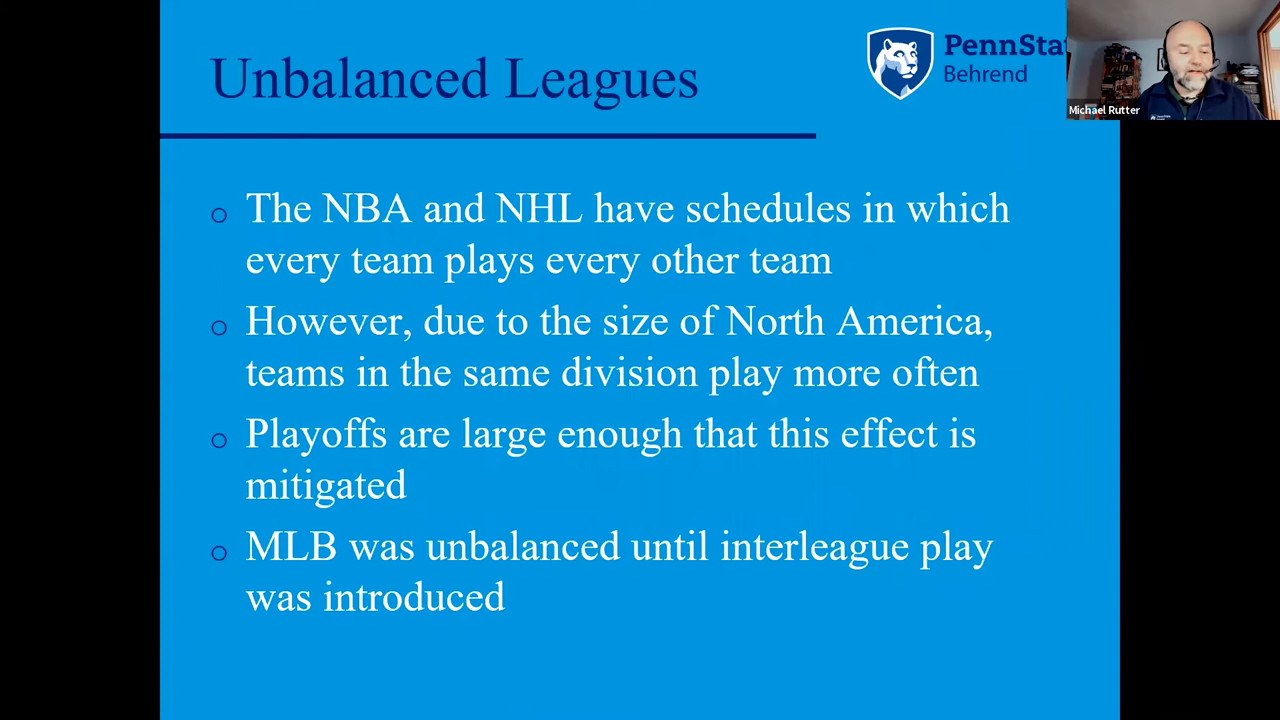 Unbalanced Leagues
PennSta
Behrend
Michael Rutter
o The NBA and NHL have schedules in which
every team plays every other team
o However, due to the size of North America,
teams in the same division play more often
o Playoffs are large enough that this effect is
mitigated
o MLB was unbalanced until interleague play
was introduced